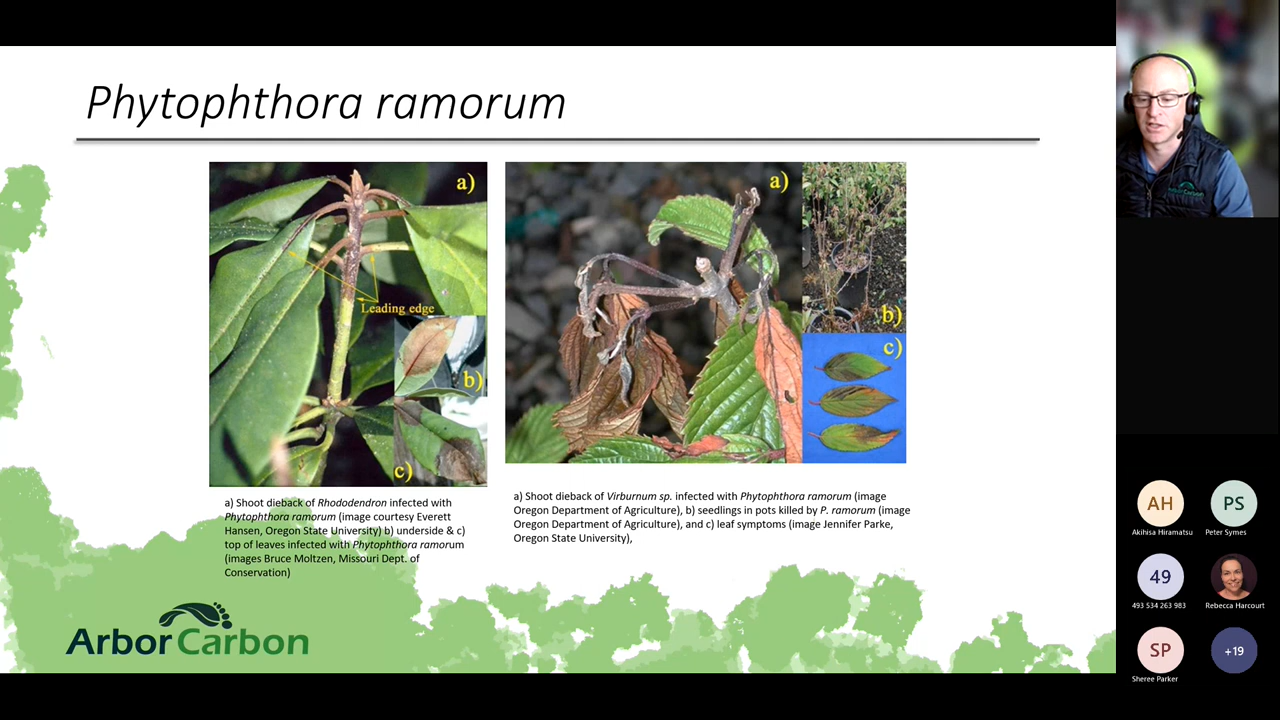 Phytophthora ramorum
a)
Leading edge
b)
c)
a)
b)
c)
a) Shoot dieback of Rhododendron infected with
Phytophthora ramorum (image courtesy Everett
Hansen, Oregon State University) b) underside & c)
top of leaves infected with Phytophthora ramorum
(images Bruce Moltzen, Missouri Dept. of
Conservation)
a) Shoot dieback of Virburnum sp. infected with Phytophthora ramorum (image
Oregon Department of Agriculture), b) seedlings in pots killed by P. ramorum (image
Oregon Department of Agriculture), and c) leaf symptoms (image Jennifer Parke,
Oregon State University),
ArborCarbon
ArborCarbon
AH
Akihisa Hiramatsu
PS
Peter Symes
49
493 534 263 983
Rebecca Harcourt
SP
Sheree Parker
+19